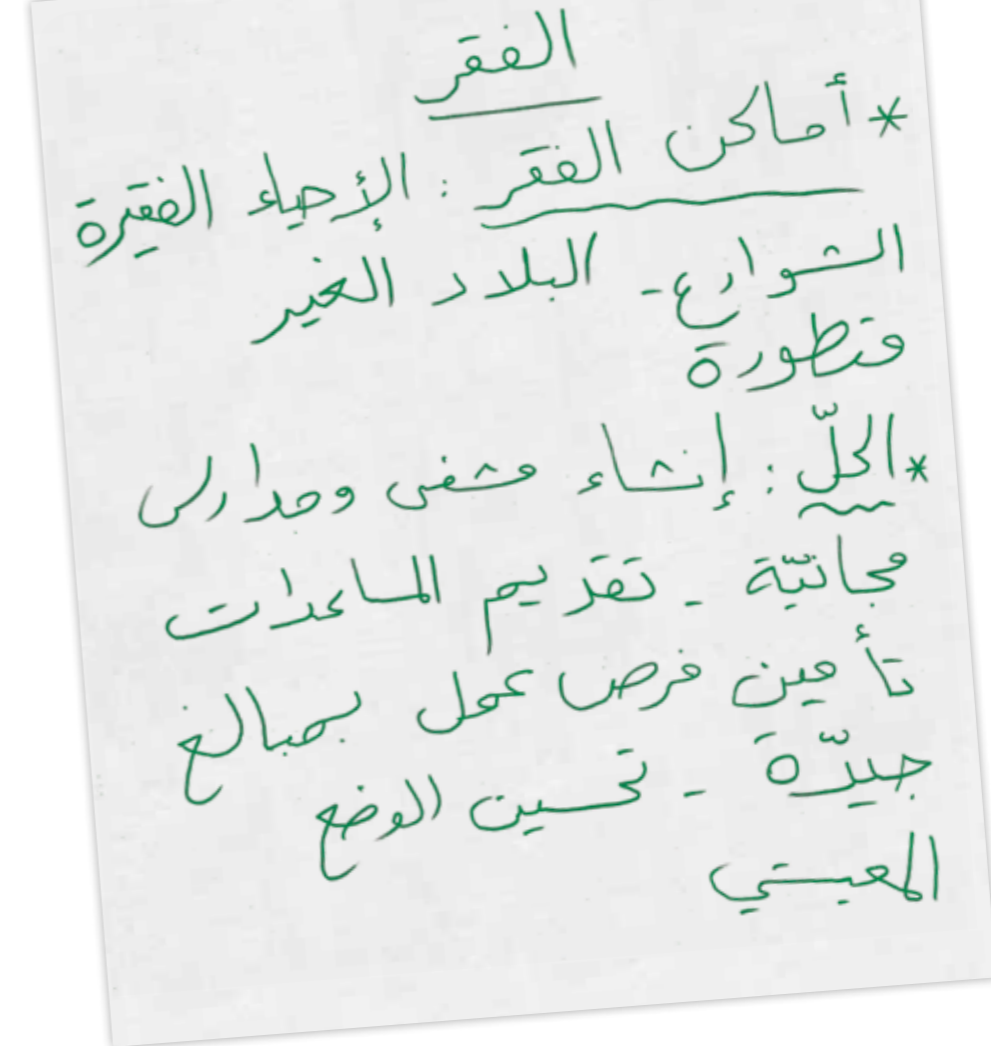 الفقر
* أماكن الفقر : الأحياء الفقيرة
الشوارع - البلاد الغير
متطورة
* الحلّ : إنشاء مشفى ومدارس
مجانيّة - تقديم المساعدات
تأمين فرص عمل بمبالغ
جيّدة - تحسين الوضع
المعيشي